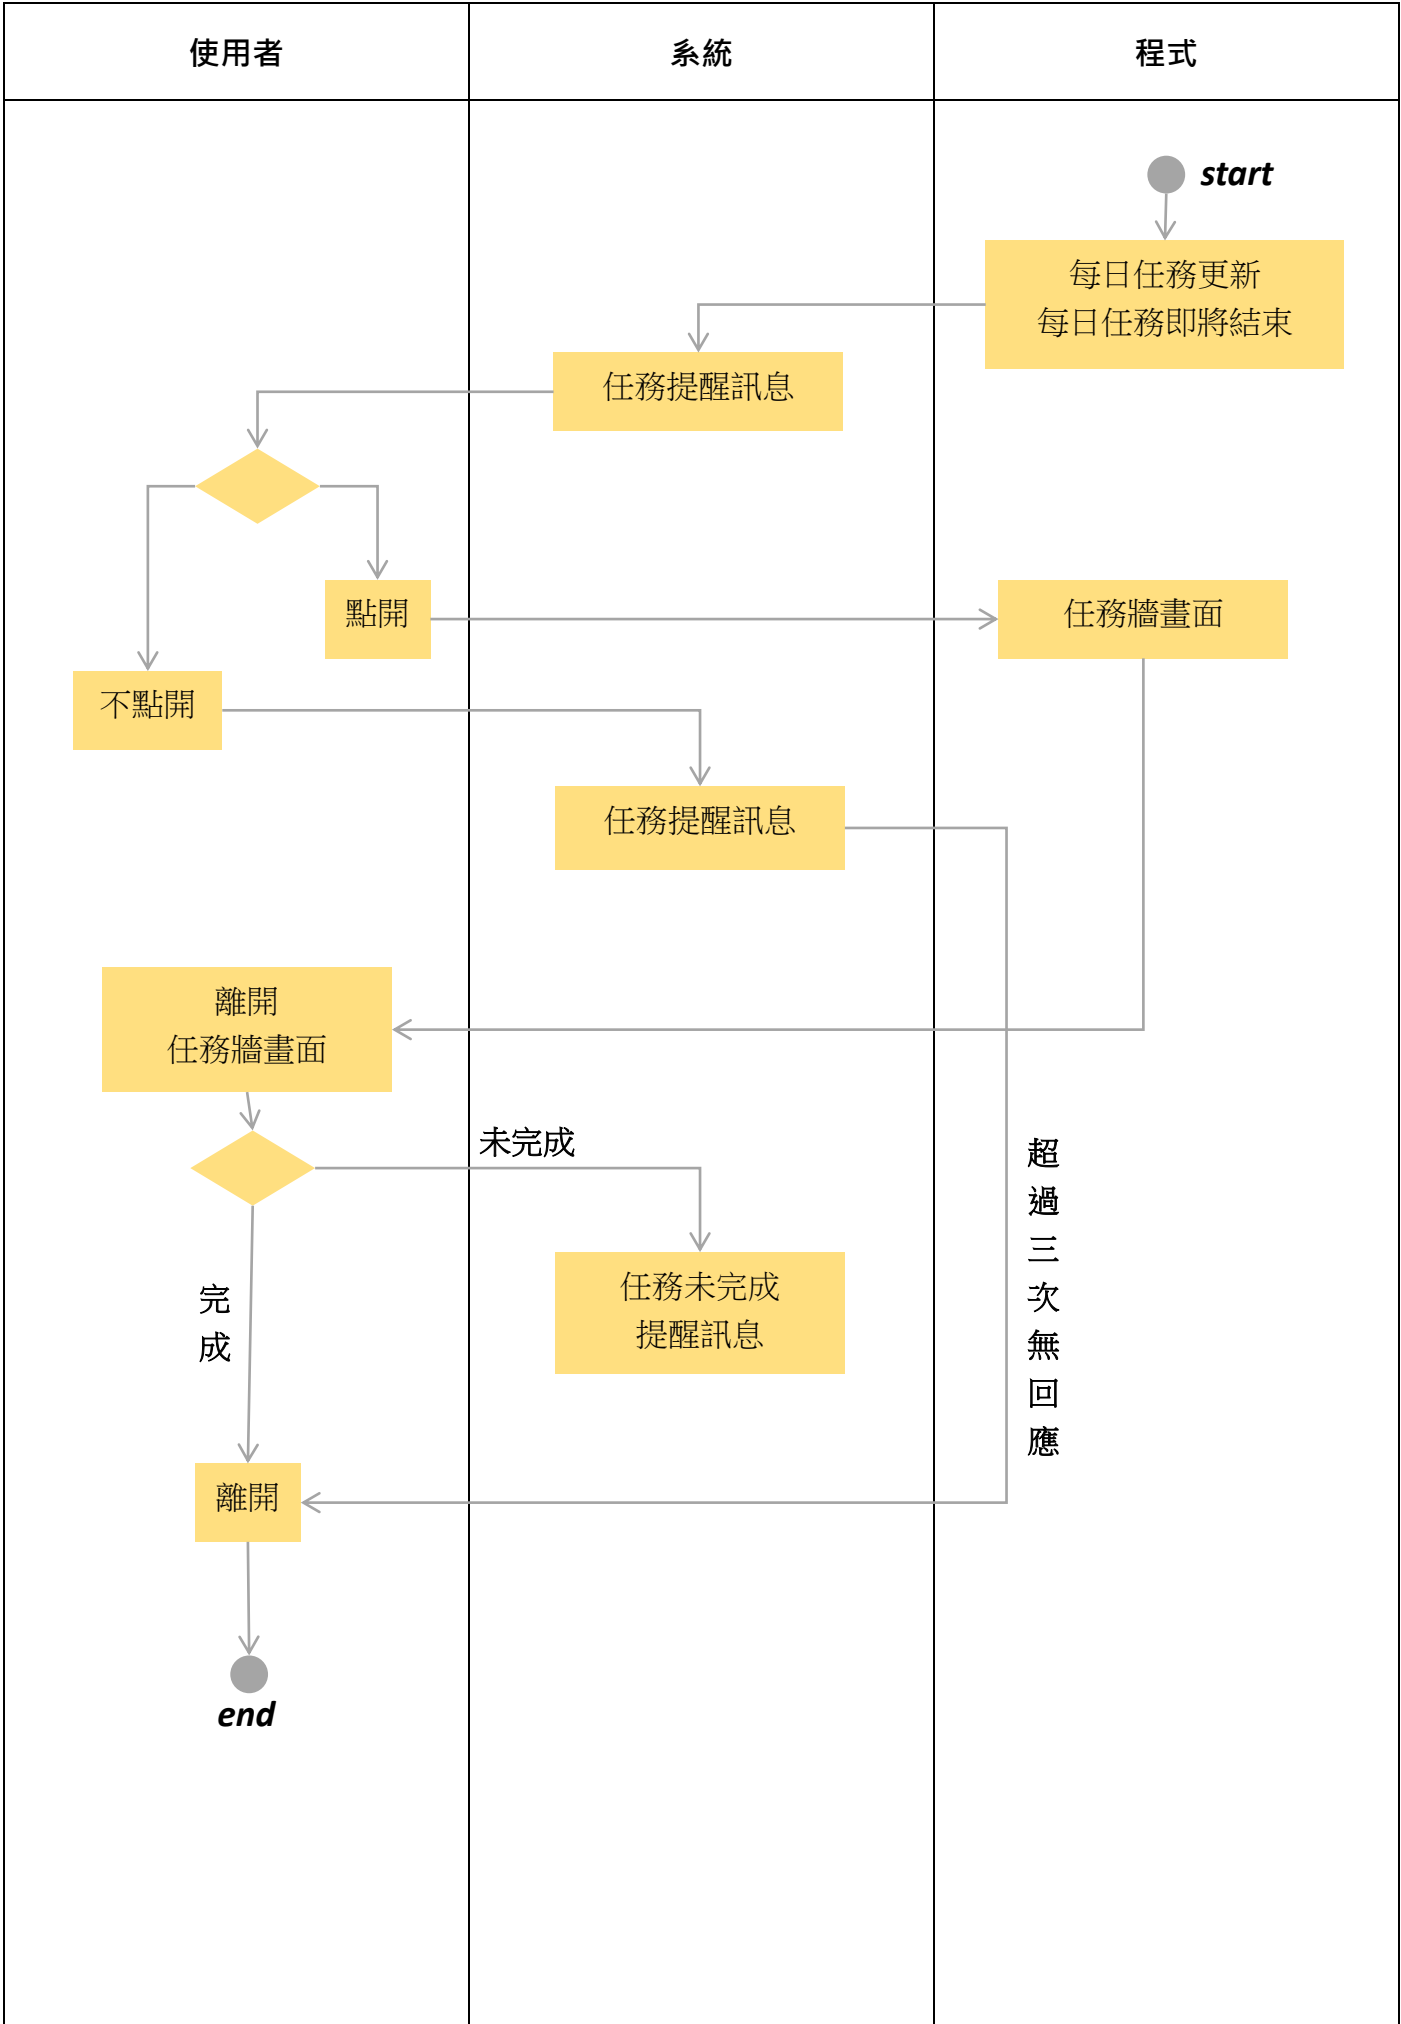 使用者
系統
程式
start
每日任務更新
每日任務即將結束
任務提醒訊息
點開
任務牆畫面
不點開
任務提醒訊息
離開
任務牆畫面
未完成
超過三次無回應
任務未完成
提醒訊息
完成
離開
end